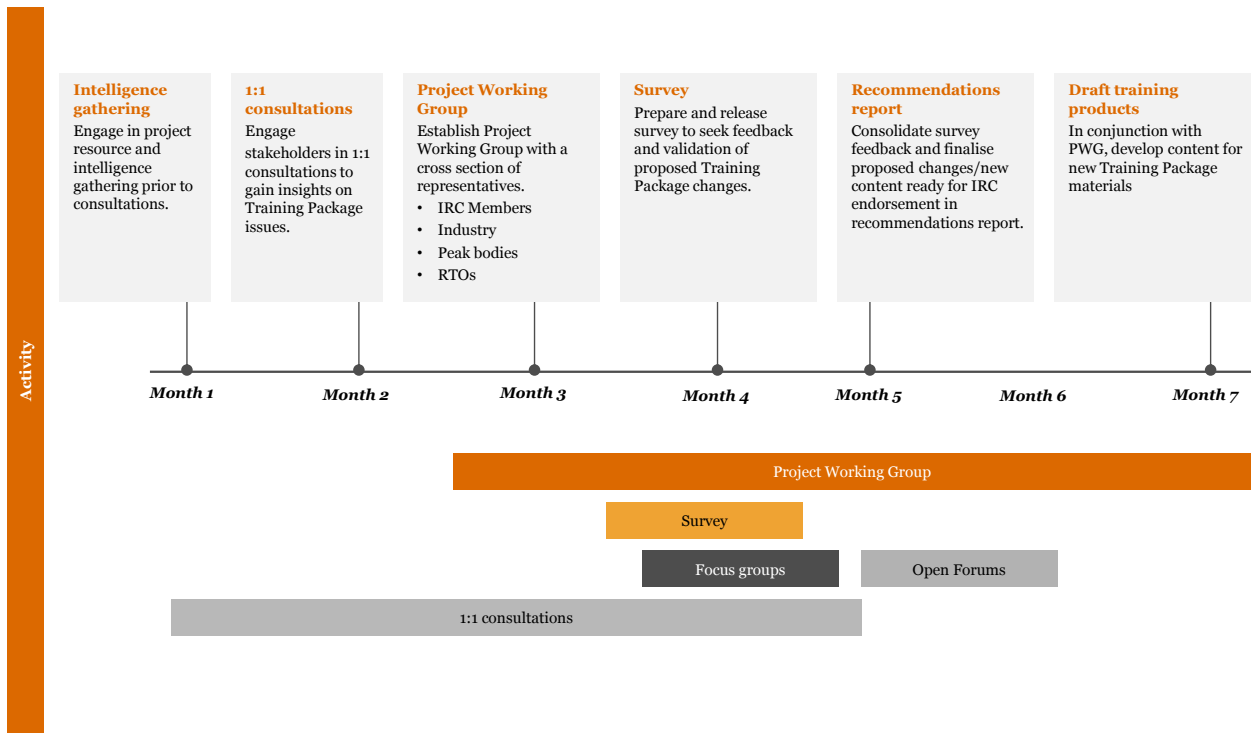 Activity
Intelligence
gathering
Engage in project
resource and
intelligence
gathering prior to
consultations.
1:1
consultations
Engage
stakeholders in 1:1
consultations to
gain insights on
Training Package
issues.
Project Working
Group
Establish Project
Working Group with a
cross section of
representatives.
• IRC Members
• Industry
• Peak bodies
• RTOs
Survey
Prepare and release
survey to seek feedback
and validation of
proposed Training
Package changes.
Recommendations
report
Consolidate survey
feedback and finalise
proposed changes/new
content ready for IRC
endorsement in
recommendations report.
Draft training
products
In conjunction with
PWG, develop content for
new Training Package
materials
Month 1
Month 2
Month 3
Month 4
Month 5
Month 6
Month 7
Project Working Group
Survey
Focus groups
Open Forums
1:1 consultations